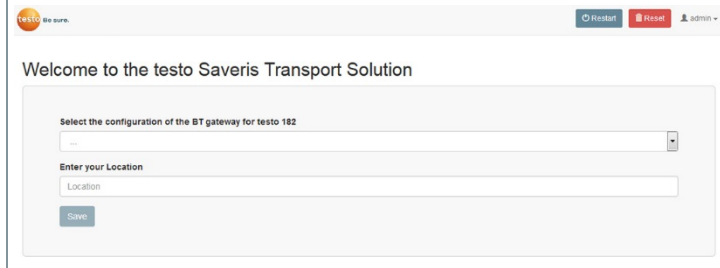 testo Be sure.
Restart Reset admin
Welcome to the testo Saveris Transport Solution
Select the configuration of the BT gateway for testo 182
...
Enter your Location
Location
Save